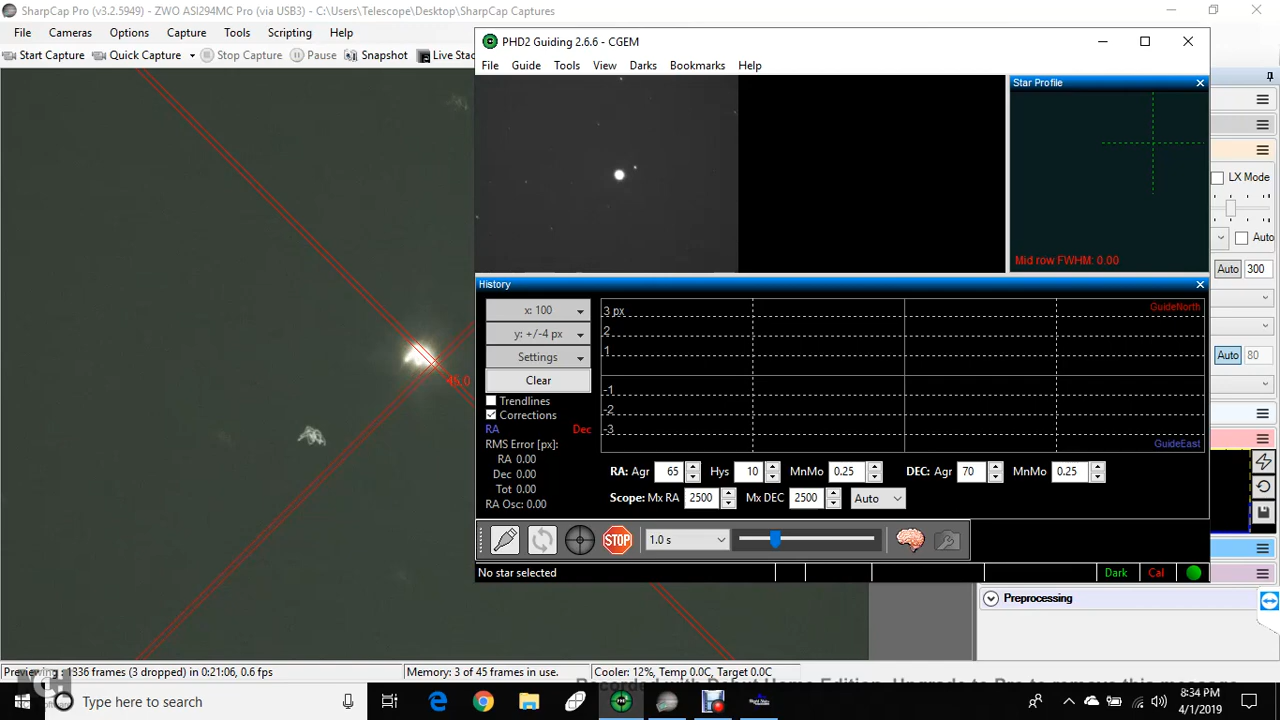 SharpCap Pro (v3.2.5949) - ZWO ASI294MC Pro (via USB3) - C:\Users\Telescope\Desktop\SharpCap Captures
File Cameras Options Capture Tools Scripting Help
Start Capture Quick Capture Stop Capture Pause Snapshot Live Stac
PHD2 Guiding 2.6.6 - CGEM
File Guide Tools View Darks Bookmarks Help
Star Profile
Mid row FWHM: 0.00
LX Mode
Auto
Auto 300
Auto 80
History
x: 100
y: +/-4 px
Settings
Clear
Trendlines
Corrections
RA Dec
RMS Error [px]:
RA 0.00
Dec 0.00
Tot 0.00
RA Osc: 0.00
3 px
2
1
-1
-2
-3
GuideNorth
GuideEast
RA: Agr 65 Hys 10 MnMo 0.25 DEC: Agr 70 MnMo 0.25
Scope: Mx RA 2500 Mx DEC 2500 Auto
STOP 1.0 s
No star selected Dark Cal
Preprocessing
Previewing : 1336 frames (3 dropped) in 0:21:06, 0.6 fps Memory: 3 of 45 frames in use. Cooler: 12%, Temp 0.0C, Target 0.0C
Type here to search
8:34 PM
4/1/2019